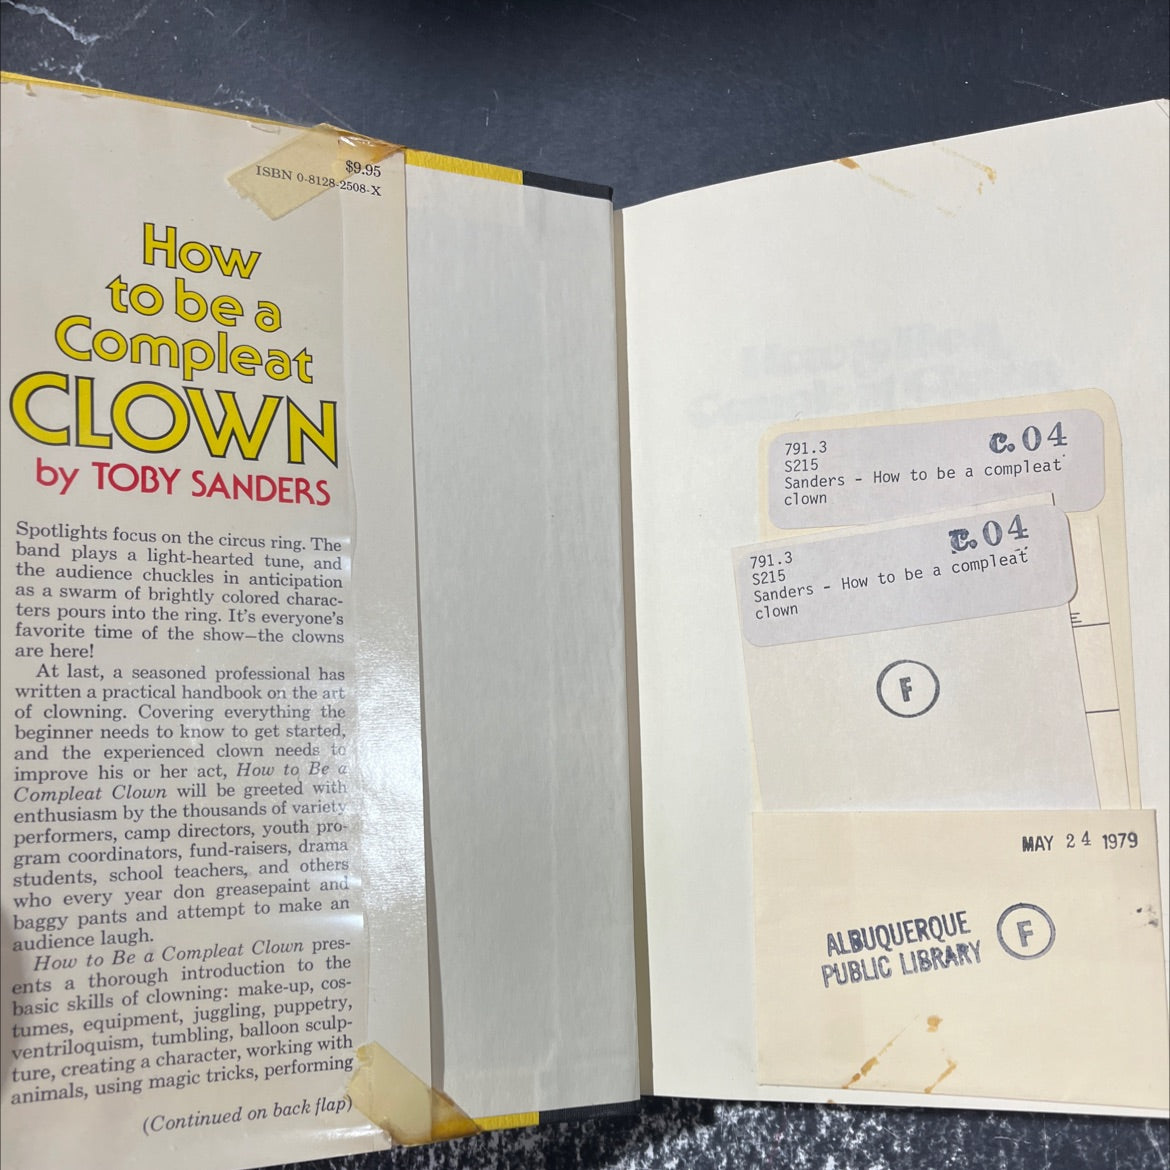 $9.95
ISBN 0-8128-2508-X
How
to be a
Compleat
CLOWN
by TOBY SANDERS
Spotlights focus on the circus ring. The
band plays a light-hearted tune, and
the audience chuckles in anticipation
as a swarm of brightly colored charac-
ters pours into the ring. It's everyone's
favorite time of the show—the clowns
are here!
At last, a seasoned professional has
written a practical handbook on the art
of clowning. Covering everything the
beginner needs to know to get started,
and the experienced clown needs to
improve his or her act, How to Be a
Compleat Clown will be greeted with
enthusiasm by the thousands of variety
performers, camp directors, youth pro-
gram coordinators, fund-raisers, drama
students, school teachers, and others
who every year don greasepaint and
baggy pants and attempt to make an
audience laugh.
How to Be a Compleat Clown pres-
ents a thorough introduction to the
basic skills of clowning: make-up, cos-
tumes, equipment, juggling, puppetry,
ventriloquism, tumbling, balloon sculp-
ture, creating a character, working with
animals, using magic tricks, performing
(Continued on back flap)
791.3
c.04
S215
Sanders - How to be a compleat
clown
791.3
c.04
S215
Sanders - How to be a compleat
clown
F
E
MAY 24 1979
ALBUQUERQUE
PUBLIC LIBRARY
F